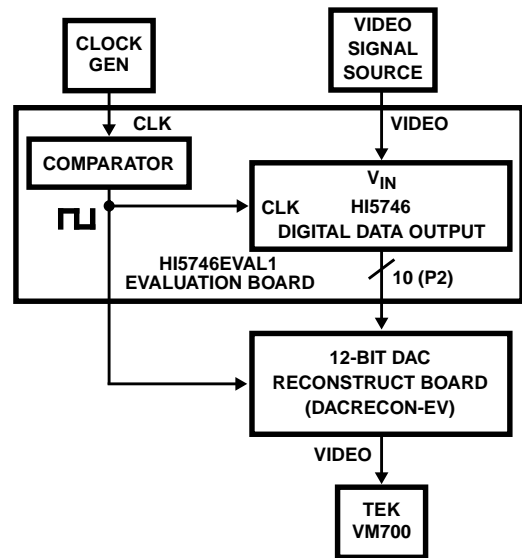 CLOCK
GEN
VIDEO
SIGNAL
SOURCE
CLK
VIDEO
COMPARATOR
VIN
CLK
HI5746
DIGITAL DATA OUTPUT
HI5746EVAL1
EVALUATION BOARD
10 (P2)
12-BIT DAC
RECONSTRUCT BOARD
(DACRECON-EV)
VIDEO
TEK
VM700